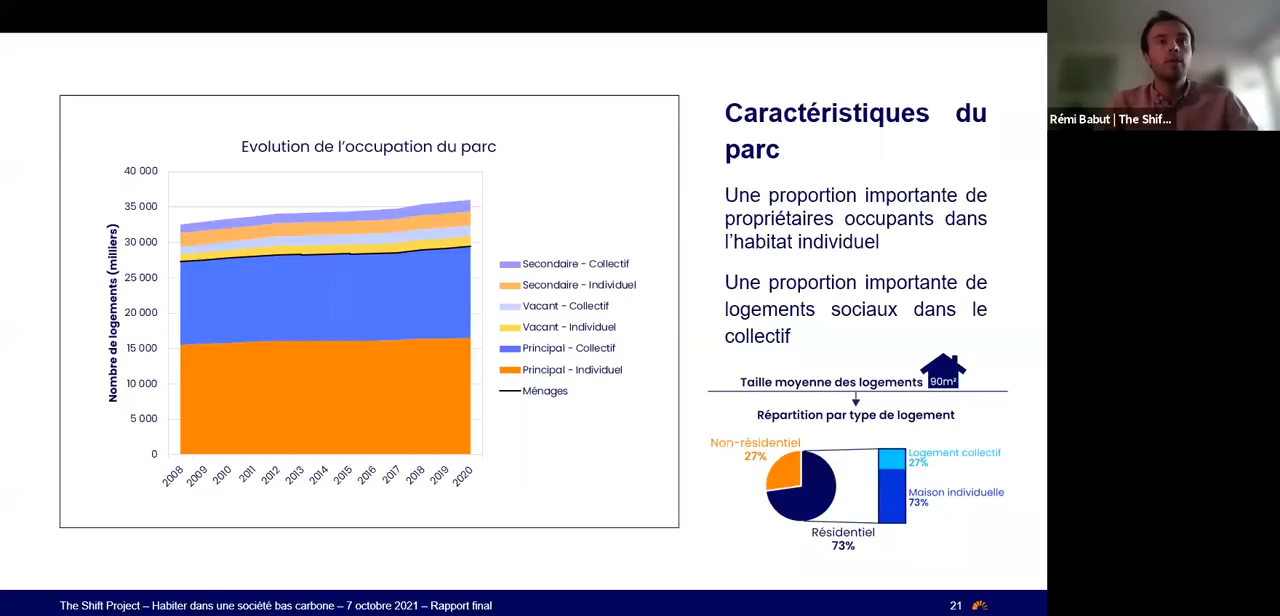 Evolution de l'occupation du parc
Nombre de logements (milliers)
40 000
35 000
30 000
25 000
20 000
15 000
10 000
5 000
0
2008
2009
2010
2011
2012
2013
2014
2015
2016
2017
2018
2019
2020
Secondaire - Collectif
Secondaire - Individuel
Vacant - Collectif
Vacant - Individuel
Principal - Collectif
Principal - Individuel
Ménages
Caractéristiques du
parc
Une proportion importante de
propriétaires occupants dans
l'habitat individuel
Une proportion importante de
logements sociaux dans le
collectif
Taille moyenne des logements 90m²
Répartition par type de logement
Non-résidentiel
27%
Logement collectif
27%
Maison individuelle
73%
Résidentiel
73%
The Shift Project – Habiter dans une société bas carbone – 7 octobre 2021 – Rapport final
21
Rémi Babut | The Shif...